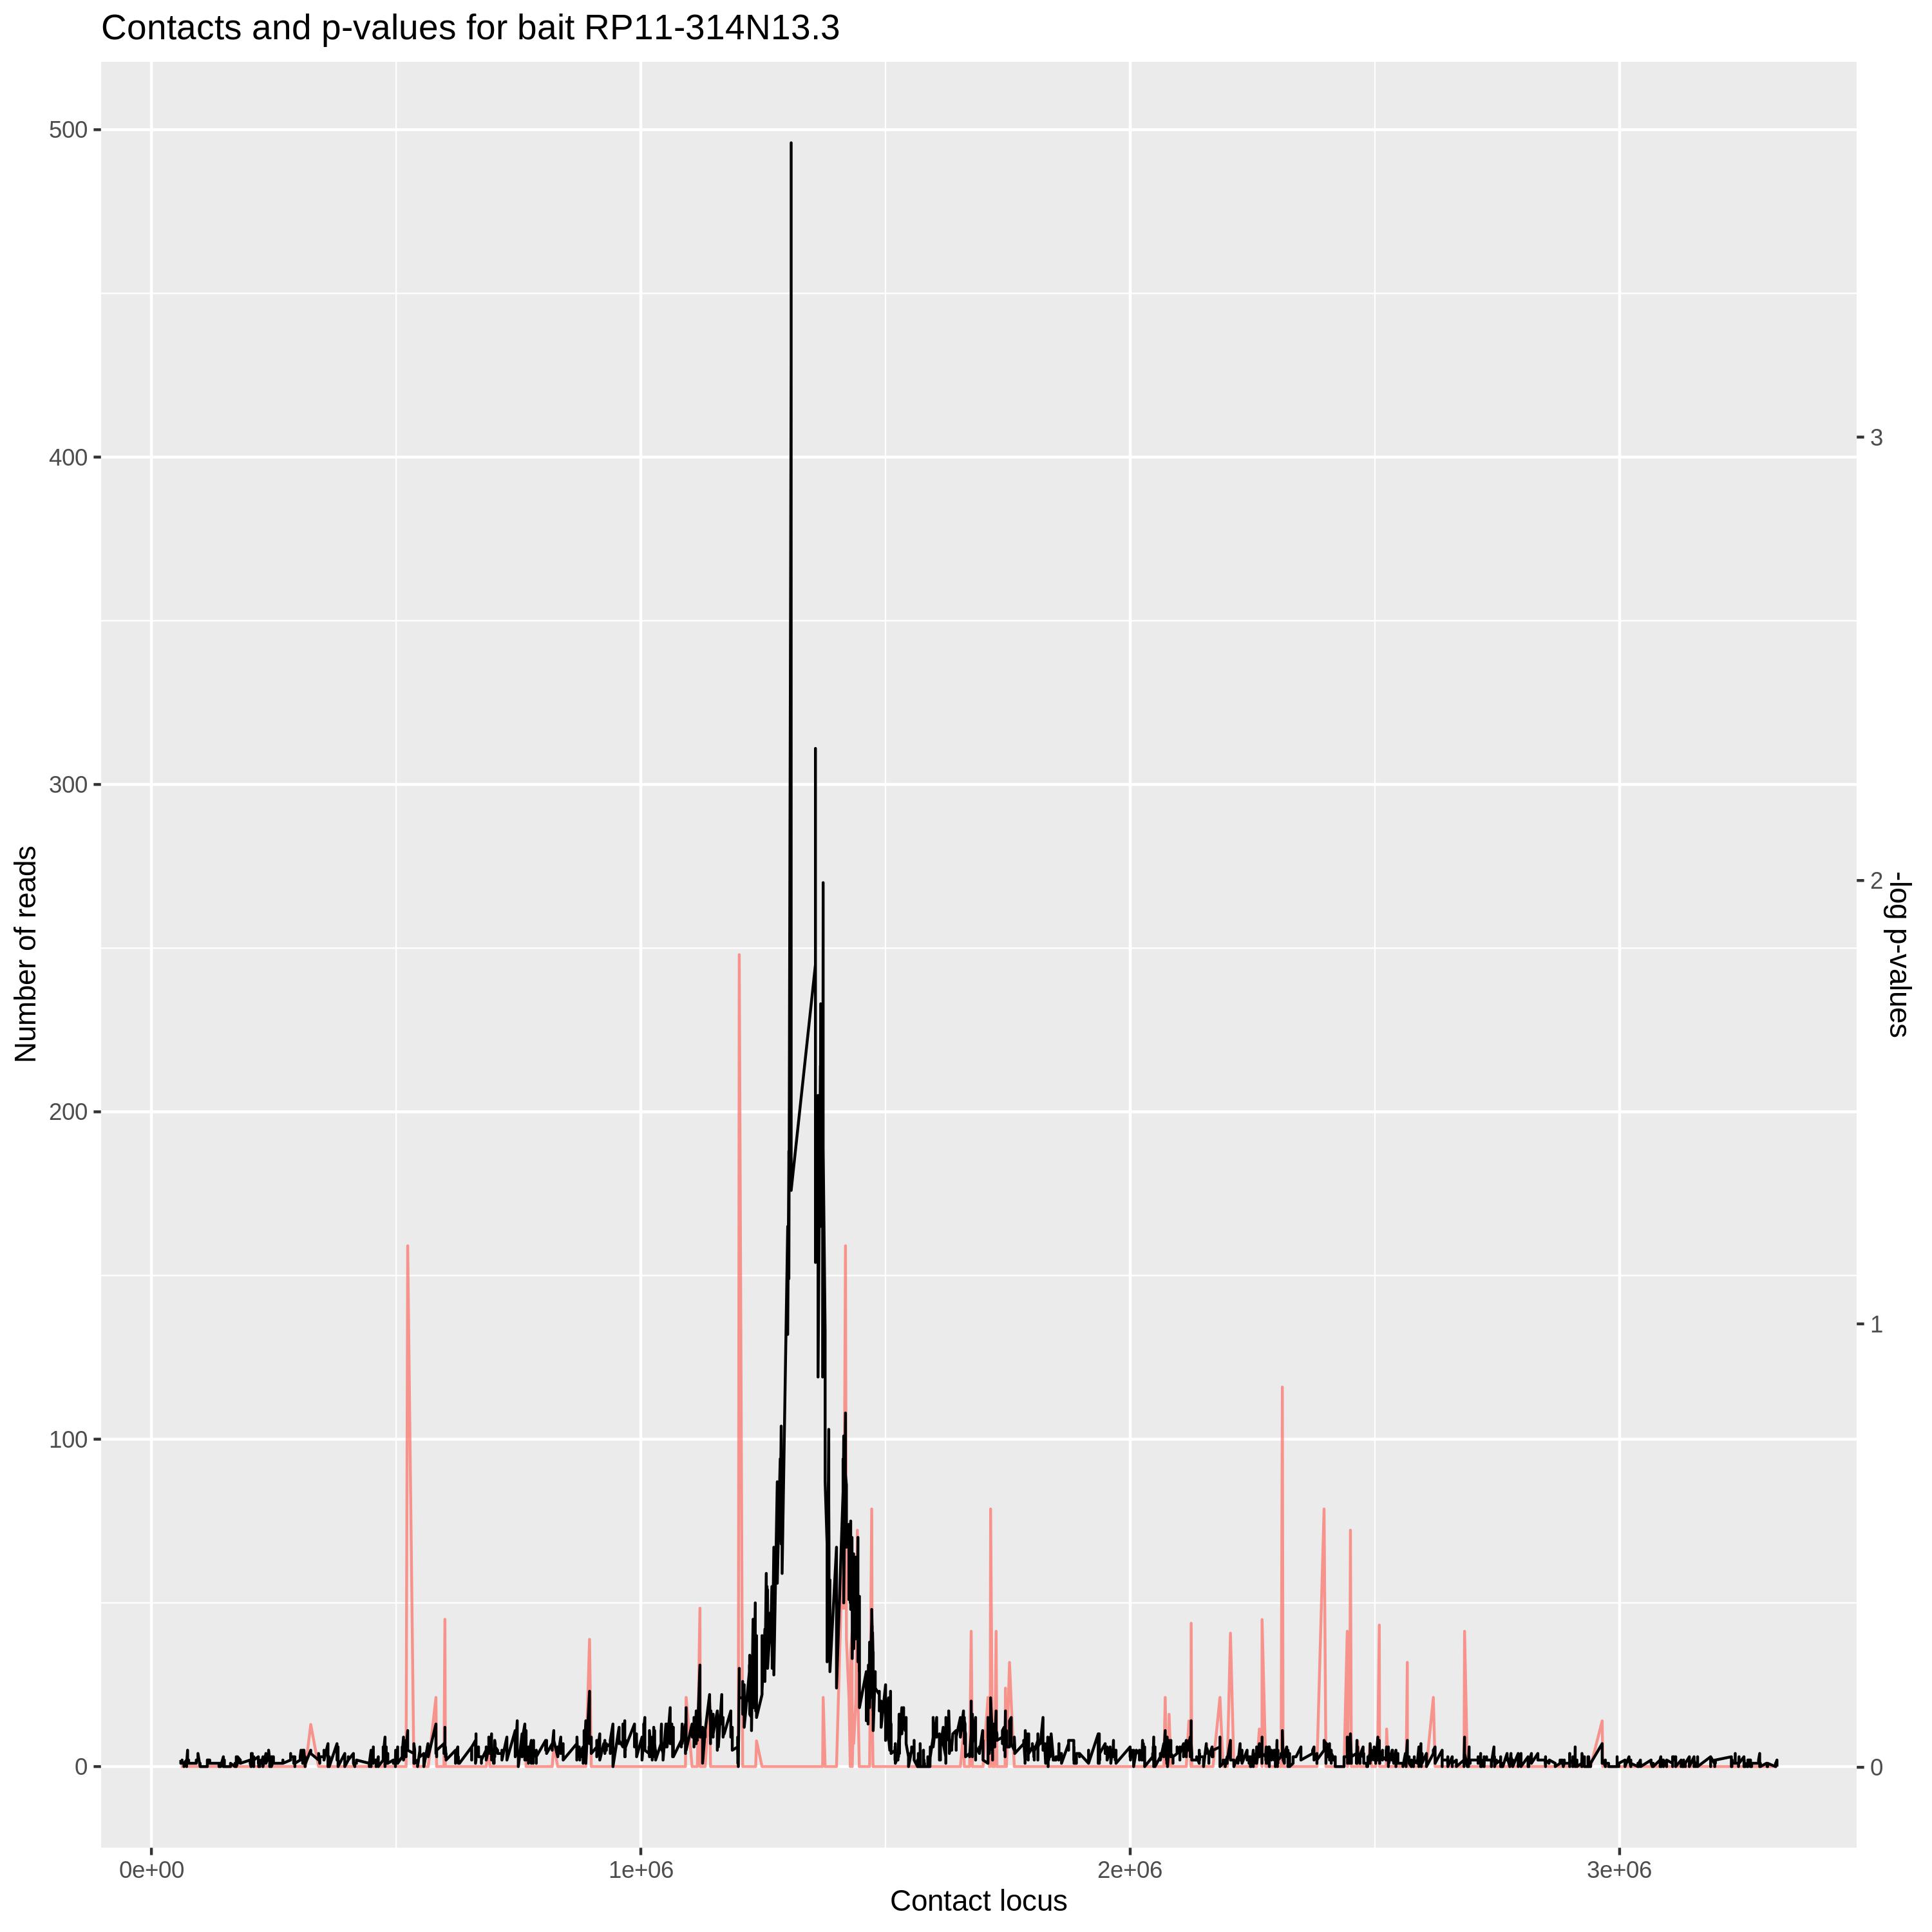 Contacts and p-values for bait RP11-314N13.3
500
400
300
200
100
0
Number of reads
3
2
1
0
-log p-values
0e+00
1e+06
2e+06
3e+06
Contact locus